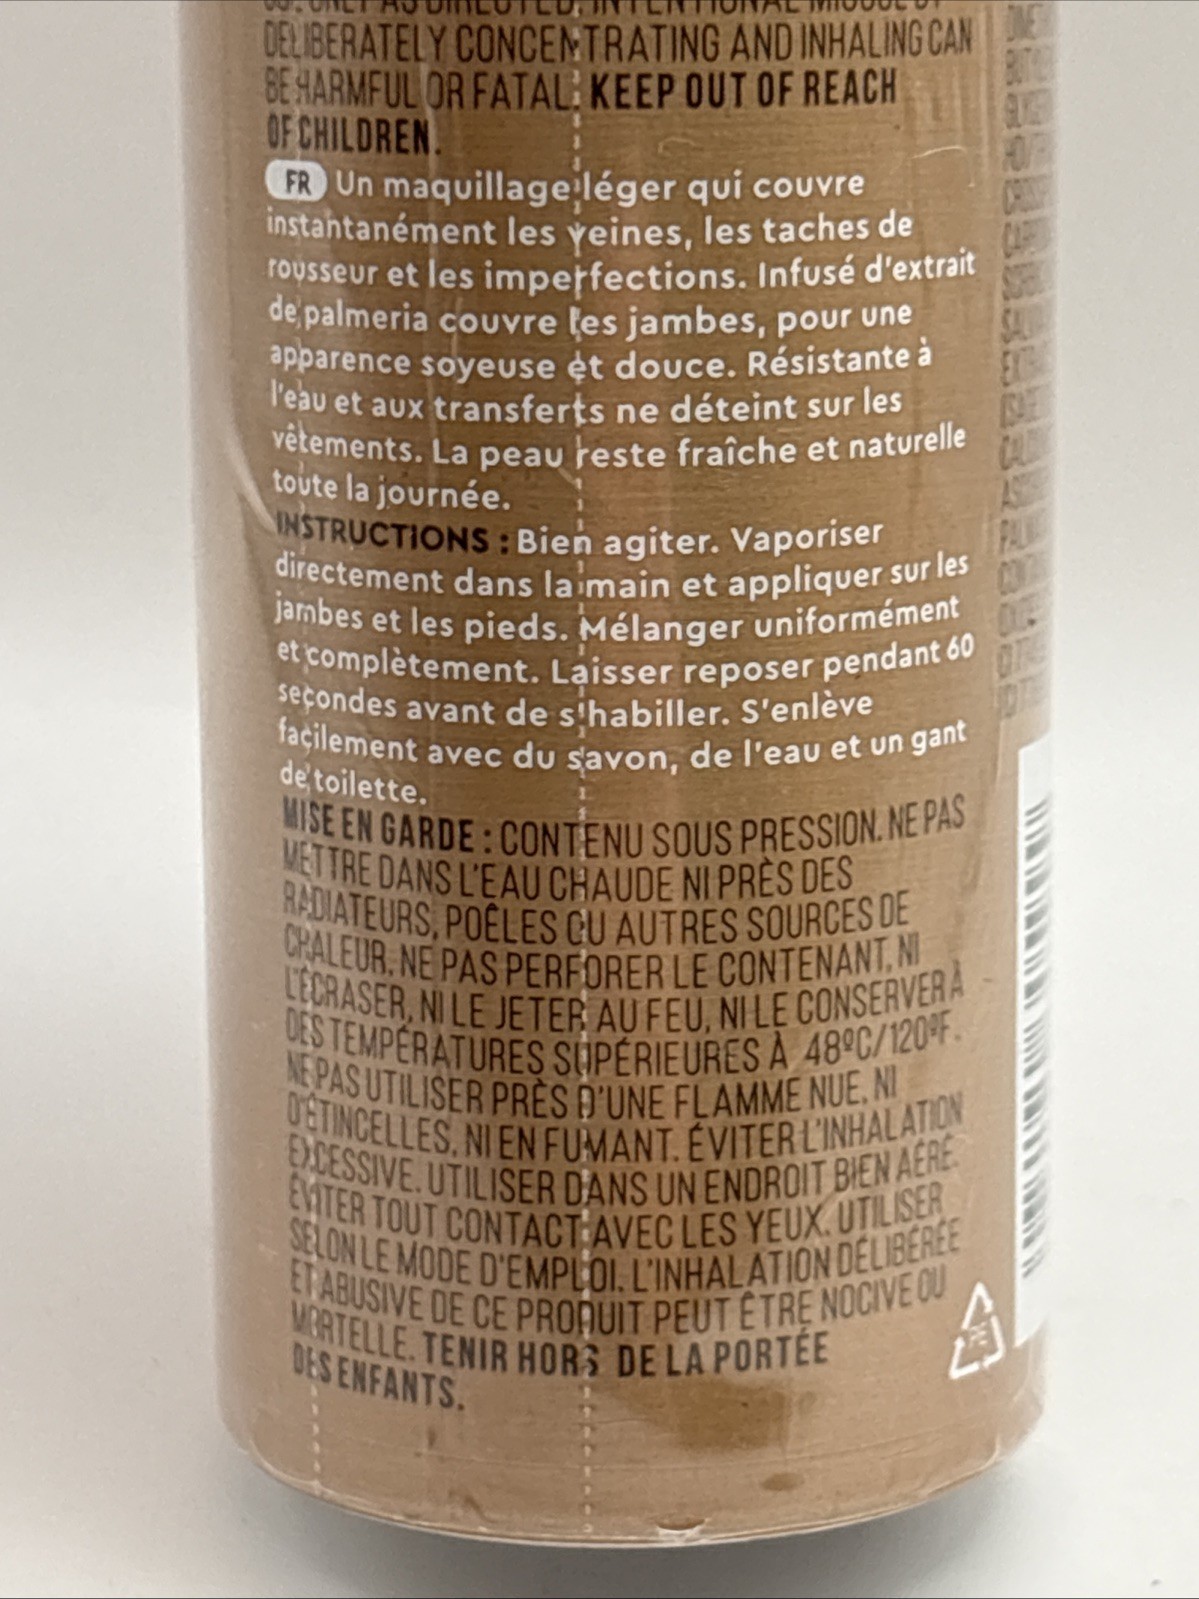 DELIBERATELY CONCENTRATING AND INHALING CAN
BE HARMFUL OR FATAL. KEEP OUT OF REACH
OF CHILDREN.
FR Un maquillage léger qui couvre
instantanément les veines, les taches de
rousseur et les imperfections. Infusé d'extrait
de palmeria couvre les jambes, pour une
apparence soyeuse et douce. Résistante à
l'eau et aux transferts ne déteint sur les
vêtements. La peau reste fraîche et naturelle
toute la journée.
INSTRUCTIONS : Bien agiter. Vaporiser
directement dans la main et appliquer sur les
jambes et les pieds. Mélanger uniformément
et complètement. Laisser reposer pendant 60
secondes avant de s'habiller. S'enlève
facilement avec du savon, de l'eau et un gant
de toilette.
MISE EN GARDE : CONTENU SOUS PRESSION. NE PAS
METTRE DANS L'EAU CHAUDE NI PRÈS DES
RADIATEURS, POÊLES OU AUTRES SOURCES DE
CHALEUR. NE PAS PERFORER LE CONTENANT, NI
L'ÉCRASER, NI LE JETER AU FEU, NI LE CONSERVER À
DES TEMPÉRATURES SUPÉRIEURES À 48ºC/120ºF.
NE PAS UTILISER PRÈS D'UNE FLAMME NUE, NI
D'ÉTINCELLES, NI EN FUMANT. ÉVITER L'INHALATION
EXCESSIVE. UTILISER DANS UN ENDROIT BIEN AÉRÉ.
ÉVITER TOUT CONTACT AVEC LES YEUX. UTILISER
SELON LE MODE D'EMPLOI. L'INHALATION DÉLIBÉRÉE
ET ABUSIVE DE CE PRODUIT PEUT ÊTRE NOCIVE OU
MORTELLE. TENIR HORS DE LA PORTÉE
DES ENFANTS.
PE